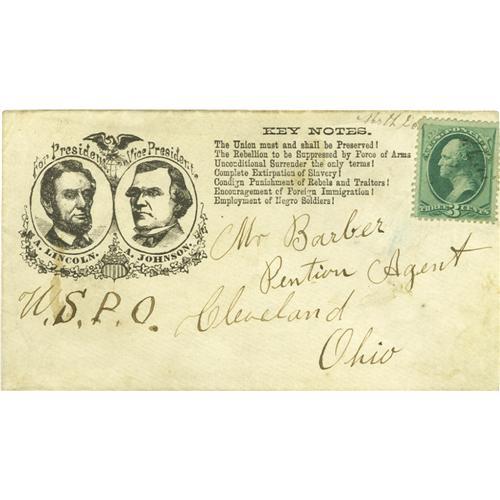 For President Vice President
A. LINCOLN. A. JOHNSON.
KEY NOTES.
The Union must and shall be Preserved!
The Rebellion to be Suppressed by Force of Arms
Unconditional Surrender the only terms!
Complete Extirpation of Slavery!
Condign Punishment of Rebels and Traitors!
Encouragement of Foreign Immigration!
Employment of Negro Soldiers!
THREE 3 CENTS
Mr Barber
Pention Agent
U.S.P.O. Cleveland
Ohio